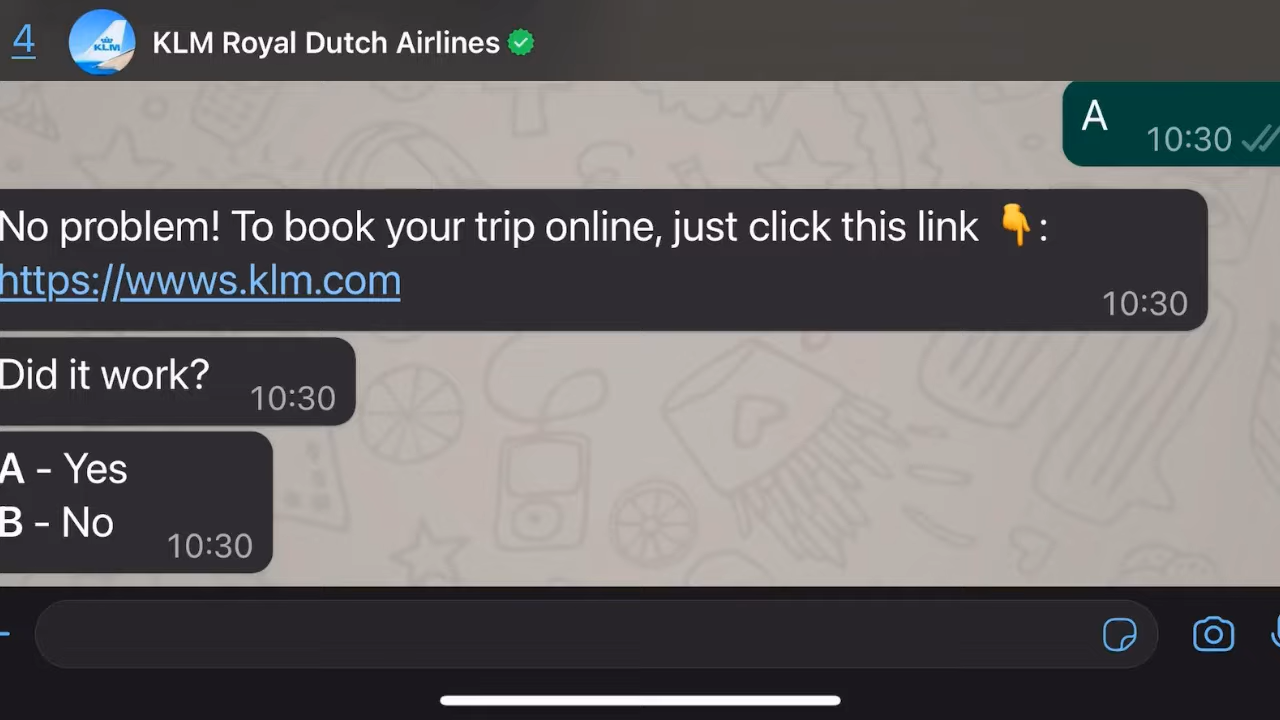 4
KLM
KLM Royal Dutch Airlines
A
10:30
No problem! To book your trip online, just click this link 👇:
https://wwws.klm.com
10:30
Did it work?
10:30
A - Yes
B - No
10:30